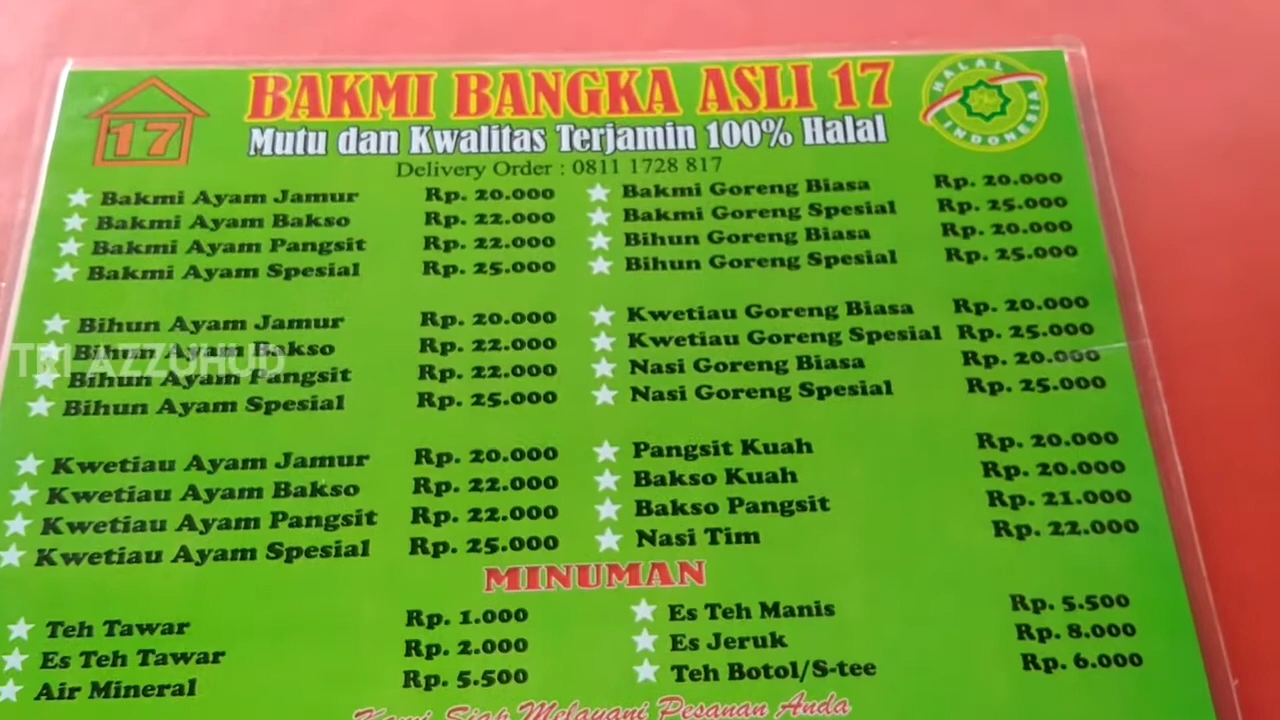 17
BAKMI BANGKA ASLI 17
HALAL
INDONESIA
Mutu dan Kwalitas Terjamin 100% Halal
Delivery Order : 0811 1728 817
Bakmi Ayam Jamur Rp. 20.000
Bakmi Ayam Bakso Rp. 22.000
Bakmi Ayam Pangsit Rp. 22.000
Bakmi Ayam Spesial Rp. 25.000
Bihun Ayam Jamur Rp. 20.000
Bihun Ayam Bakso Rp. 22.000
TRI AZZUHUD
Bihun Ayam Pangsit Rp. 22.000
Bihun Ayam Spesial Rp. 25.000
Kwetiau Ayam Jamur Rp. 20.000
Kwetiau Ayam Bakso Rp. 22.000
Kwetiau Ayam Pangsit Rp. 22.000
Kwetiau Ayam Spesial Rp. 25.000
Bakmi Goreng Biasa Rp. 20.000
Bakmi Goreng Spesial Rp. 25.000
Bihun Goreng Biasa Rp. 20.000
Bihun Goreng Spesial Rp. 25.000
Kwetiau Goreng Biasa Rp. 20.000
Kwetiau Goreng Spesial Rp. 25.000
Nasi Goreng Biasa Rp. 20.000
Nasi Goreng Spesial Rp. 25.000
Pangsit Kuah Rp. 20.000
Bakso Kuah Rp. 20.000
Bakso Pangsit Rp. 21.000
Nasi Tim Rp. 22.000
MINUMAN
Teh Tawar Rp. 1.000
Es Teh Tawar Rp. 2.000
Air Mineral Rp. 5.500
Es Teh Manis Rp. 5.500
Es Jeruk Rp. 8.000
Teh Botol/S-tee Rp. 6.000
Kami Siap Melayani Pesanan Anda